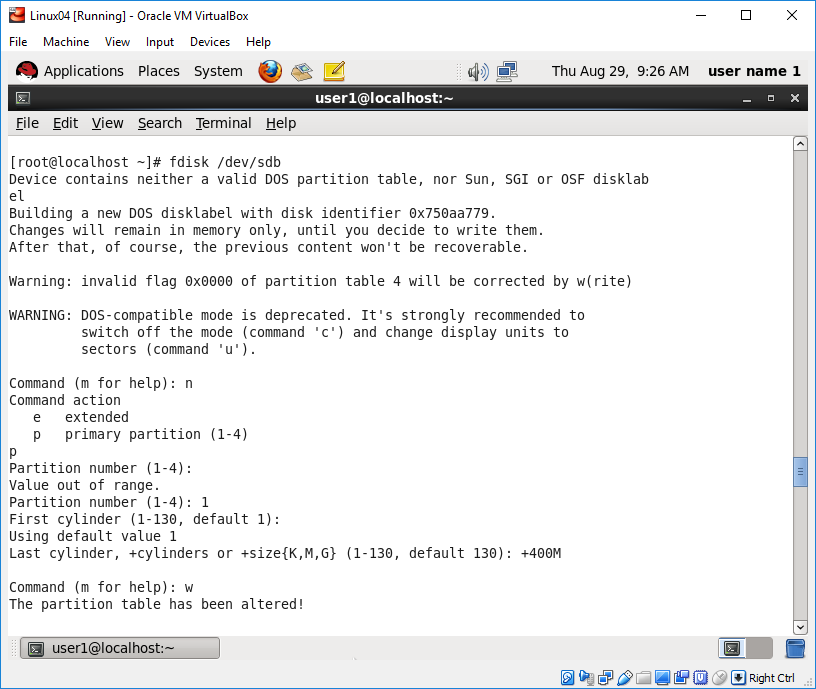 Linux04 [Running] - Oracle VM VirtualBox
File Machine View Input Devices Help
Applications Places System Thu Aug 29, 9:26 AM user name 1
user1@localhost:~
File Edit View Search Terminal Help
[root@localhost ~]# fdisk /dev/sdb
Device contains neither a valid DOS partition table, nor Sun, SGI or OSF disklab
el
Building a new DOS disklabel with disk identifier 0x750aa779.
Changes will remain in memory only, until you decide to write them.
After that, of course, the previous content won't be recoverable.
Warning: invalid flag 0x0000 of partition table 4 will be corrected by w(rite)
WARNING: DOS-compatible mode is deprecated. It's strongly recommended to
switch off the mode (command 'c') and change display units to
sectors (command 'u').
Command (m for help): n
Command action
e extended
p primary partition (1-4)
p
Partition number (1-4):
Value out of range.
Partition number (1-4): 1
First cylinder (1-130, default 1):
Using default value 1
Last cylinder, +cylinders or +size{K,M,G} (1-130, default 130): +400M
Command (m for help): w
The partition table has been altered!
user1@localhost:~
Right Ctrl